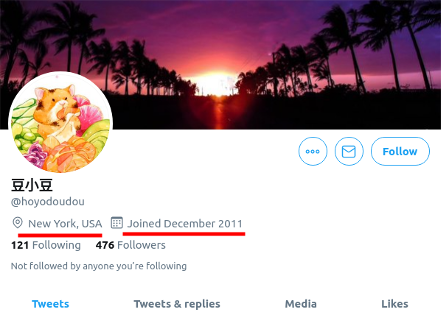 Follow
豆小豆
@hoyodoudou
New York, USA Joined December 2011
121 Following 476 Followers
Not followed by anyone you're following
Tweets Tweets & replies Media Likes